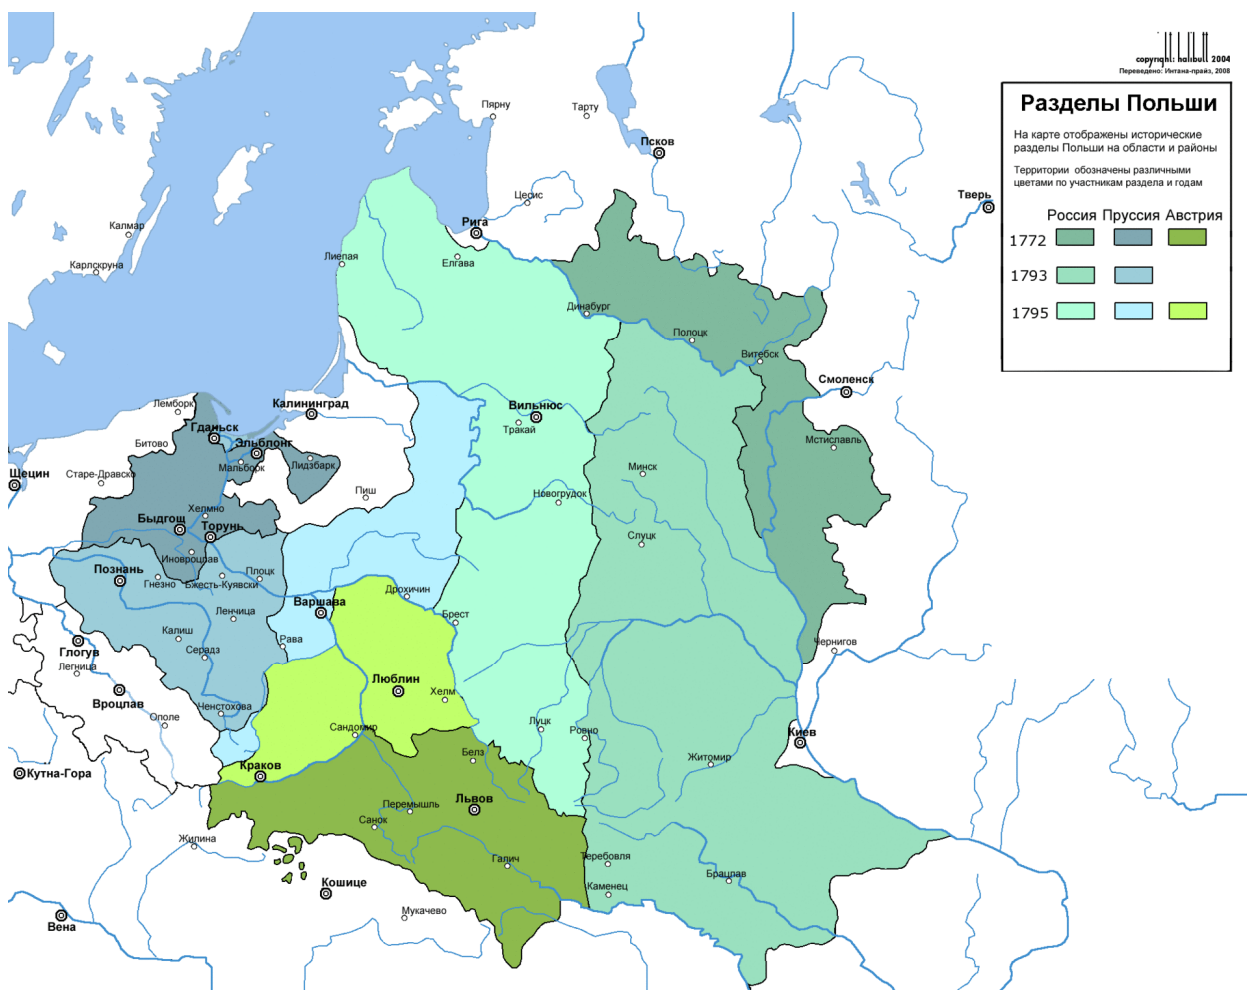 copyright: halibutt 2004
Переведено: Интана-прайз, 2008
Разделы Польши
На карте отображены исторические
разделы Польши на области и районы
Территории обозначены различными
цветами по участникам раздела и годам
Россия Пруссия Австрия
1772
1793
1795
Пярну
Тарту
Псков
Тверь
Цесис
Рига
Калмар
Карлскруна
Лиепая
Елгава
Динабург
Полоцк
Витебск
Смоленск
Лемборк
Калининград
Вильнюс
Тракай
Гданьск
Битово
Эльблонг
Мстиславль
Мальборк
Лидзбарк
Щецин
Старе-Дравско
Минск
Пиш
Новогрудок
Хелмно
Быдгощ
Торунь
Слуцк
Иновроцлав
Познань
Гнезно
Бжесть-Куявски
Плоцк
Дрохичин
Варшава
Ленчица
Брест
Калиш
Рава
Чернигов
Глогув
Серадз
Легница
Люблин
Хелм
Вроцлав
Ченстохова
Ополе
Сандомир
Луцк
Ровно
Киев
Белз
Житомир
Кутна-Гора
Краков
Перемышль
Львов
Санок
Жилина
Галич
Теребовля
Брацлав
Кошице
Каменец
Мукачево
Вена